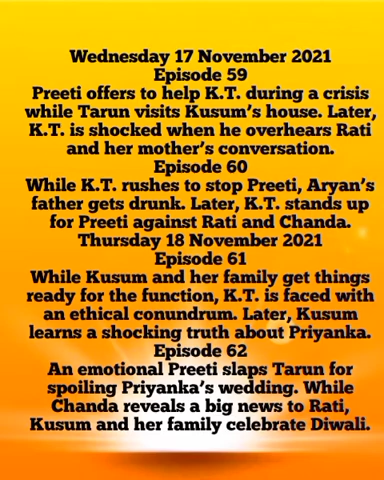 Wednesday 17 November 2021
Episode 59
Preeti offers to help K.T. during a crisis
while Tarun visits Kusum's house. Later,
K.T. is shocked when he overhears Rati
and her mother's conversation.
Episode 60
While K.T. rushes to stop Preeti, Aryan's
father gets drunk. Later, K.T. stands up
for Preeti against Rati and Chanda.
Thursday 18 November 2021
Episode 61
While Kusum and her family get things
ready for the function, K.T. is faced with
an ethical conundrum. Later, Kusum
learns a shocking truth about Priyanka.
Episode 62
An emotional Preeti slaps Tarun for
spoiling Priyanka's wedding. While
Chanda reveals a big news to Rati,
Kusum and her family celebrate Diwali.